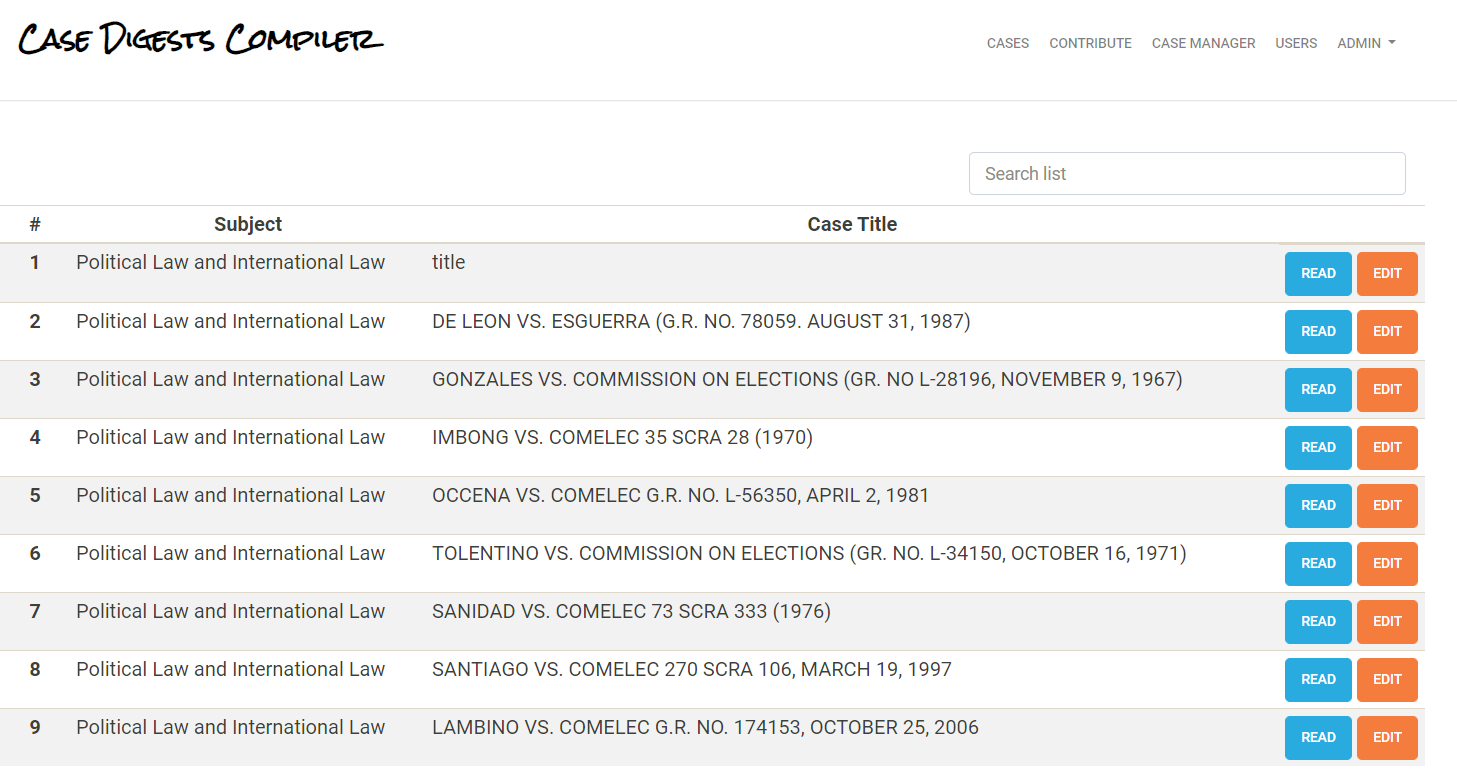 Case Digests Compiler
CASES CONTRIBUTE CASE MANAGER USERS ADMIN
Search list
# Subject Case Title
1 Political Law and International Law title READ EDIT
2 Political Law and International Law DE LEON VS. ESGUERRA (G.R. NO. 78059. AUGUST 31, 1987) READ EDIT
3 Political Law and International Law GONZALES VS. COMMISSION ON ELECTIONS (GR. NO L-28196, NOVEMBER 9, 1967) READ EDIT
4 Political Law and International Law IMBONG VS. COMELEC 35 SCRA 28 (1970) READ EDIT
5 Political Law and International Law OCCENA VS. COMELEC G.R. NO. L-56350, APRIL 2, 1981 READ EDIT
6 Political Law and International Law TOLENTINO VS. COMMISSION ON ELECTIONS (GR. NO. L-34150, OCTOBER 16, 1971) READ EDIT
7 Political Law and International Law SANIDAD VS. COMELEC 73 SCRA 333 (1976) READ EDIT
8 Political Law and International Law SANTIAGO VS. COMELEC 270 SCRA 106, MARCH 19, 1997 READ EDIT
9 Political Law and International Law LAMBINO VS. COMELEC G.R. NO. 174153, OCTOBER 25, 2006 READ EDIT